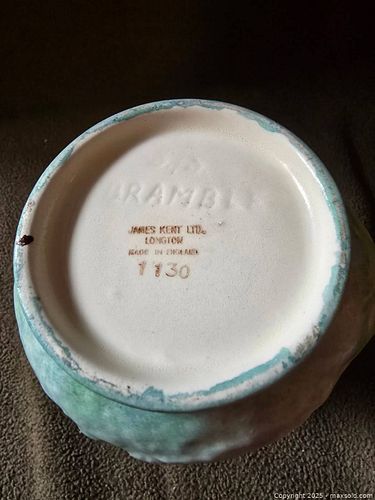 BRAMBLE
JAMES KENT LTD.
LONGTON
MADE IN ENGLAND
1130
Copyright 2025 - maxsold.com